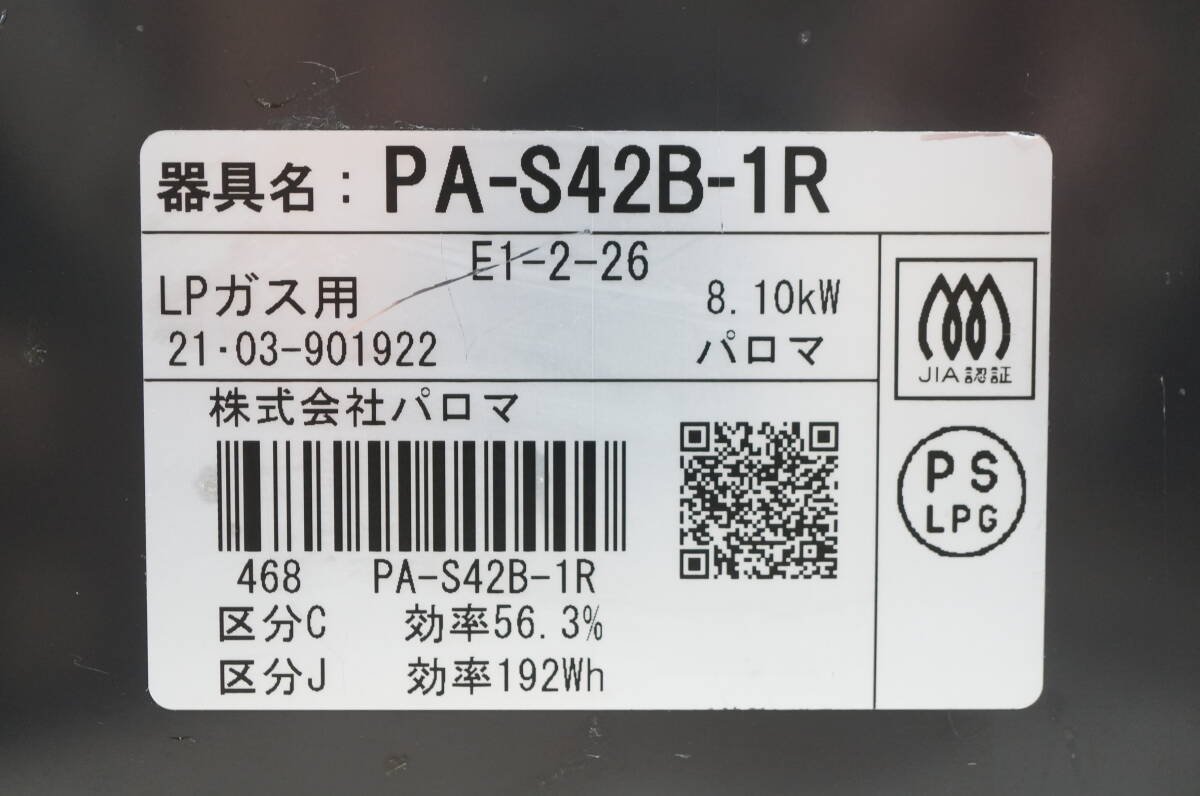 器具名：PA-S42B-1R
E1-2-26
LPガス用
8.10kW
21・03-901922
パロマ
JIA認証
PS
LPG
株式会社パロマ
468 PA-S42B-1R
区分C 効率56.3%
区分J 効率192Wh